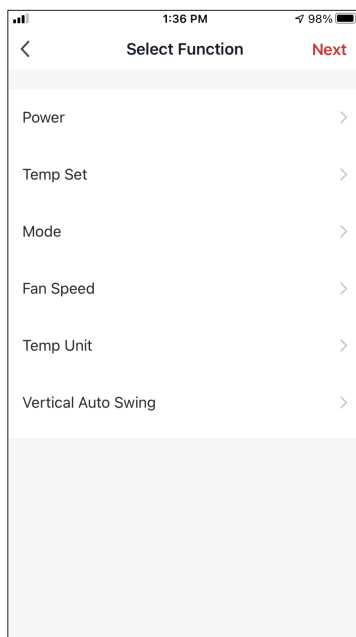 1:36 PM
98%
Select Function
Next
Power
Temp Set
Mode
Fan Speed
Temp Unit
Vertical Auto Swing